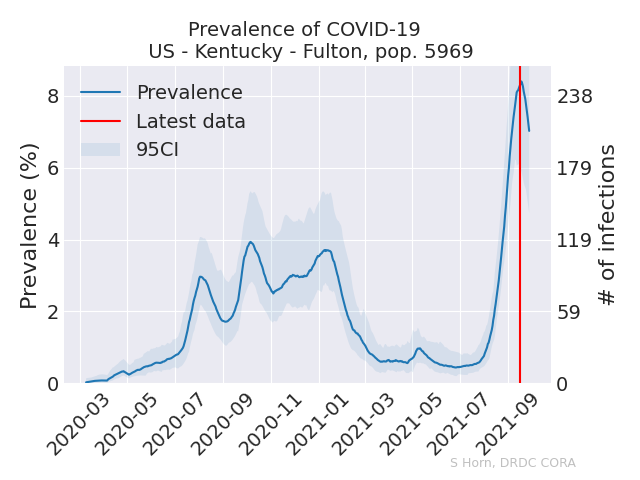 Prevalence of COVID-19
US - Kentucky - Fulton, pop. 5969
Prevalence
Latest data
95CI
Prevalence (%)
8
6
4
2
0
# of infections
238
179
119
59
0
2020-03
2020-05
2020-07
2020-09
2020-11
2021-01
2021-03
2021-05
2021-07
2021-09
S Horn, DRDC CORA